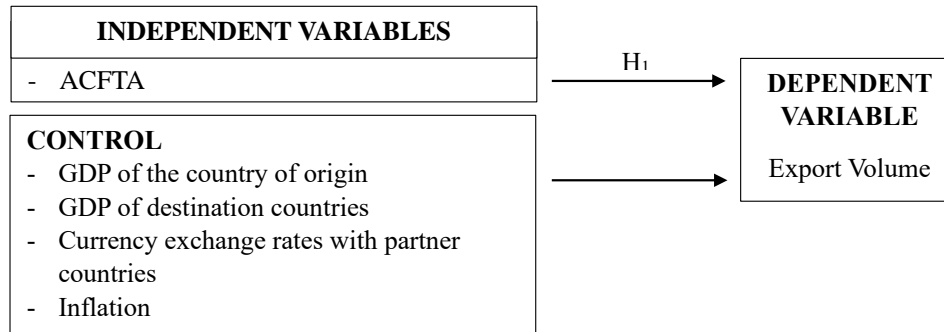 INDEPENDENT VARIABLES
- ACFTA
H1
DEPENDENT
VARIABLE
Export Volume
CONTROL
- GDP of the country of origin
- GDP of destination countries
- Currency exchange rates with partner
countries
- Inflation